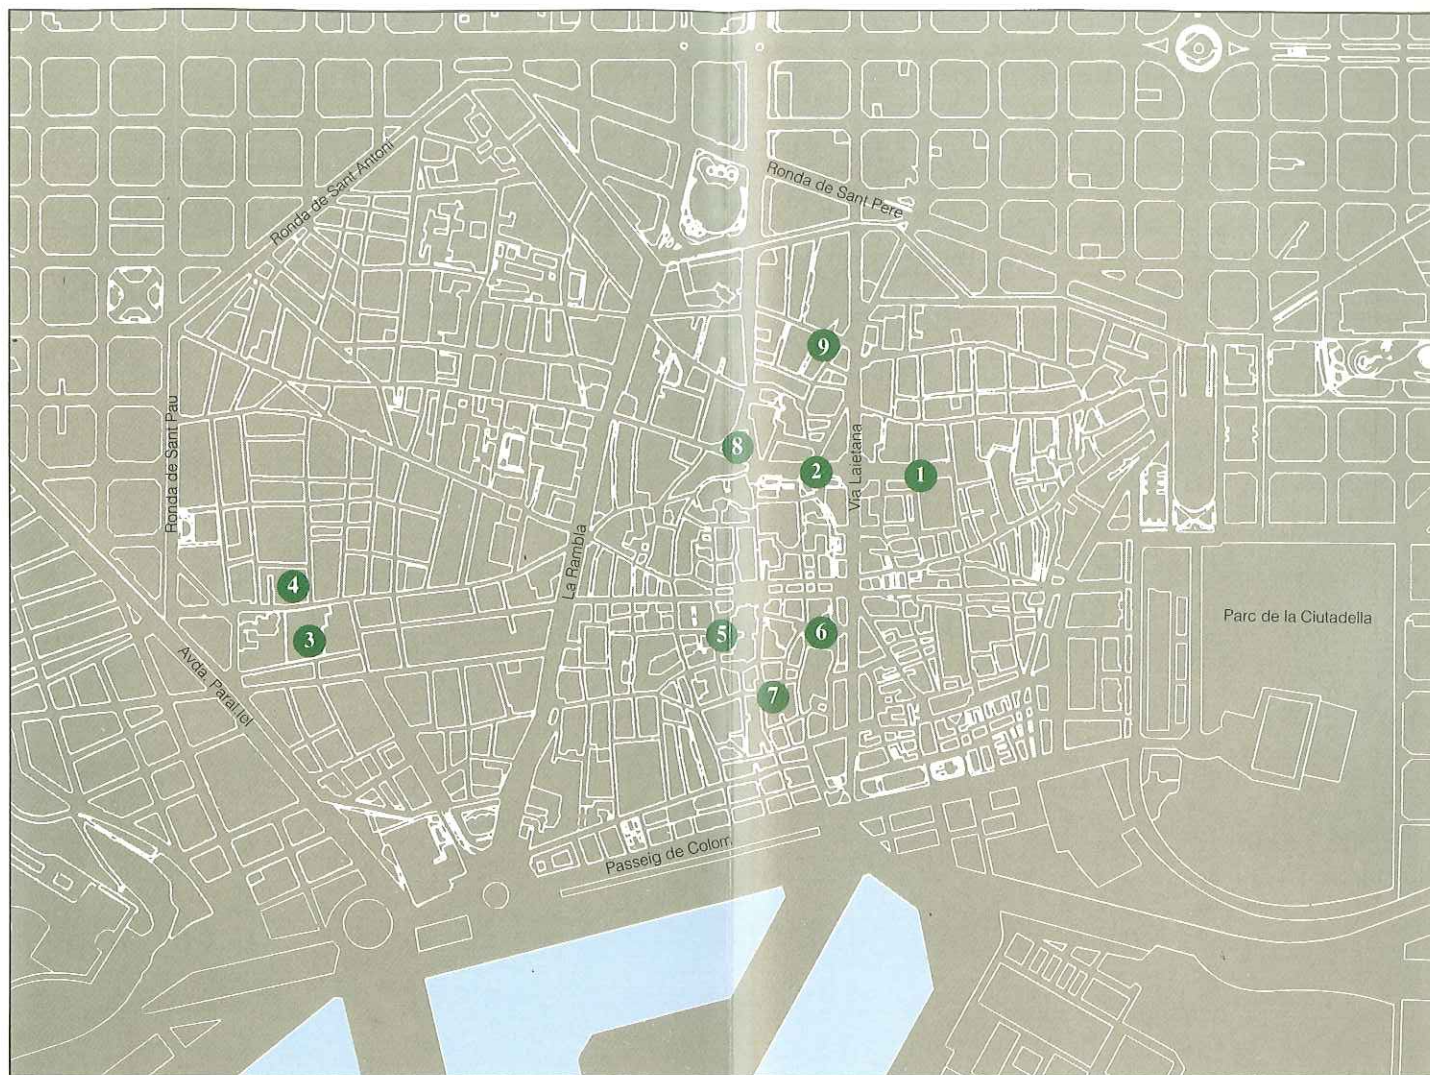 Ronda de Sant Antoni
Ronda de Sant Pere
9
Ronda de Sant Pau
8
2
Via Laietana
1
La Rambla
4
3
5
6
7
Parc de la Ciutadella
Avda. Paral.lel
Passeig de Colom